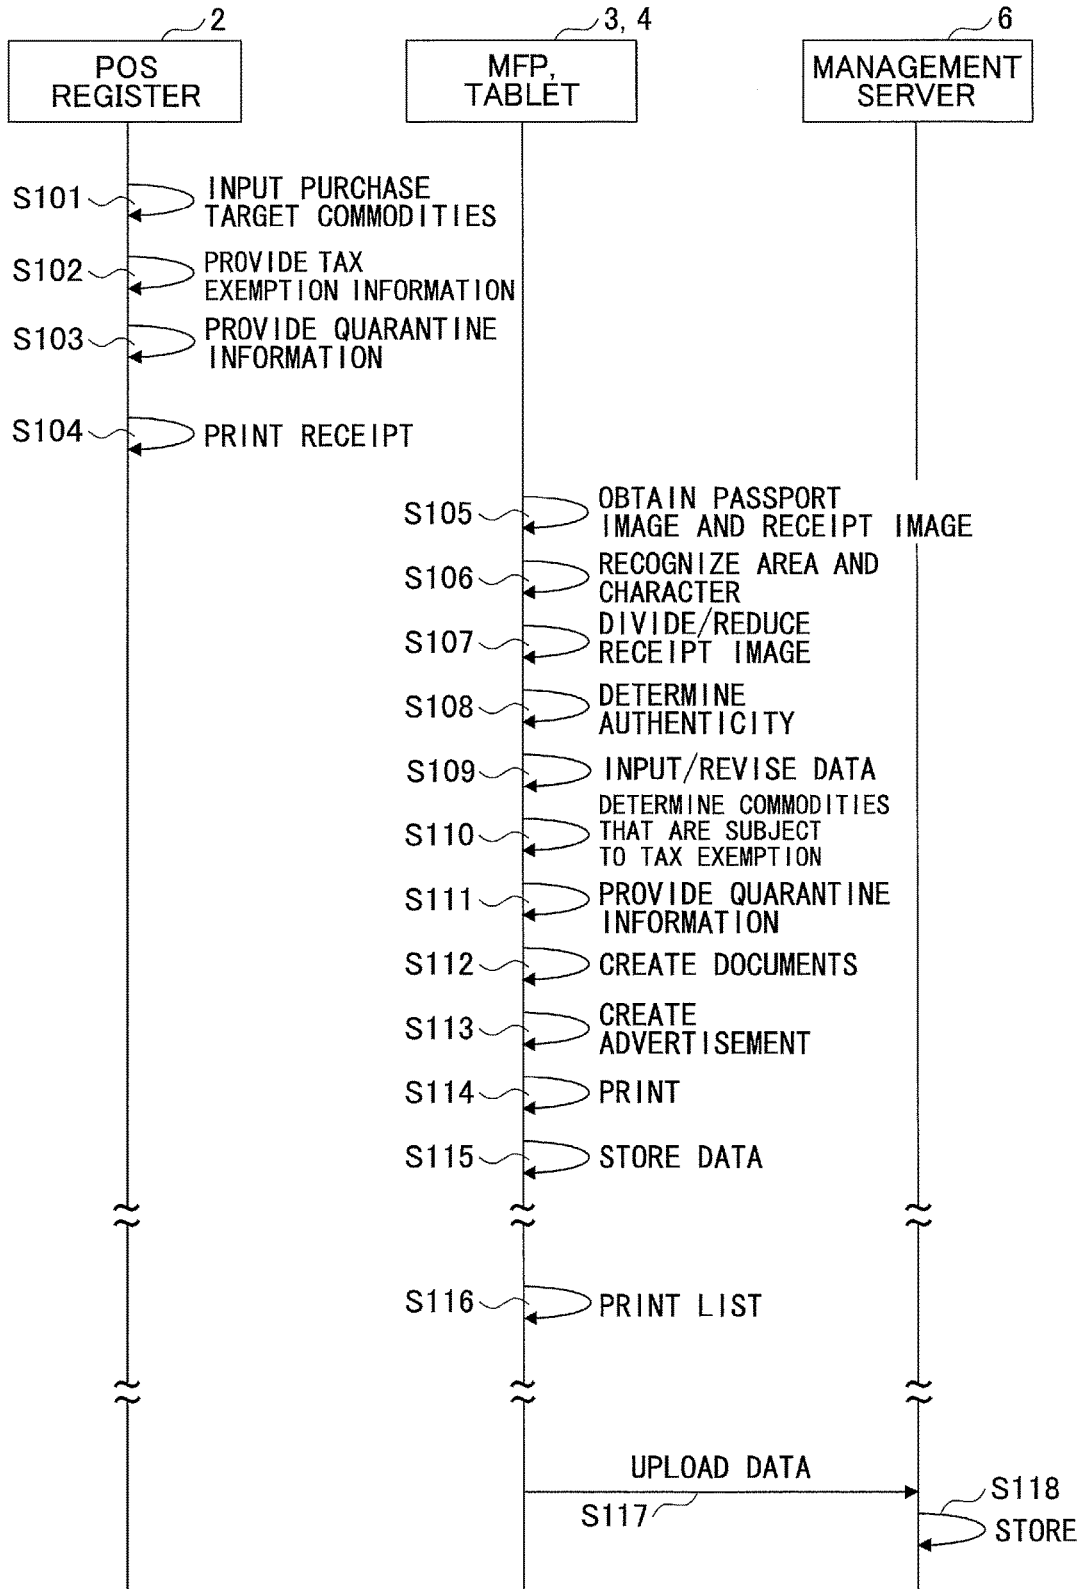 2
POS
REGISTER
3, 4
MFP,
TABLET
6
MANAGEMENT
SERVER
S101
INPUT PURCHASE
TARGET COMMODITIES
S102
PROVIDE TAX
EXEMPTION INFORMATION
S103
PROVIDE QUARANTINE
INFORMATION
S104
PRINT RECEIPT
S105
OBTAIN PASSPORT
IMAGE AND RECEIPT IMAGE
S106
RECOGNIZE AREA AND
CHARACTER
S107
DIVIDE/REDUCE
RECEIPT IMAGE
S108
DETERMINE
AUTHENTICITY
S109
INPUT/REVISE DATA
S110
DETERMINE COMMODITIES
THAT ARE SUBJECT
TO TAX EXEMPTION
S111
PROVIDE QUARANTINE
INFORMATION
S112
CREATE DOCUMENTS
S113
CREATE
ADVERTISEMENT
S114
PRINT
S115
STORE DATA
S116
PRINT LIST
UPLOAD DATA
S117
S118
STORE